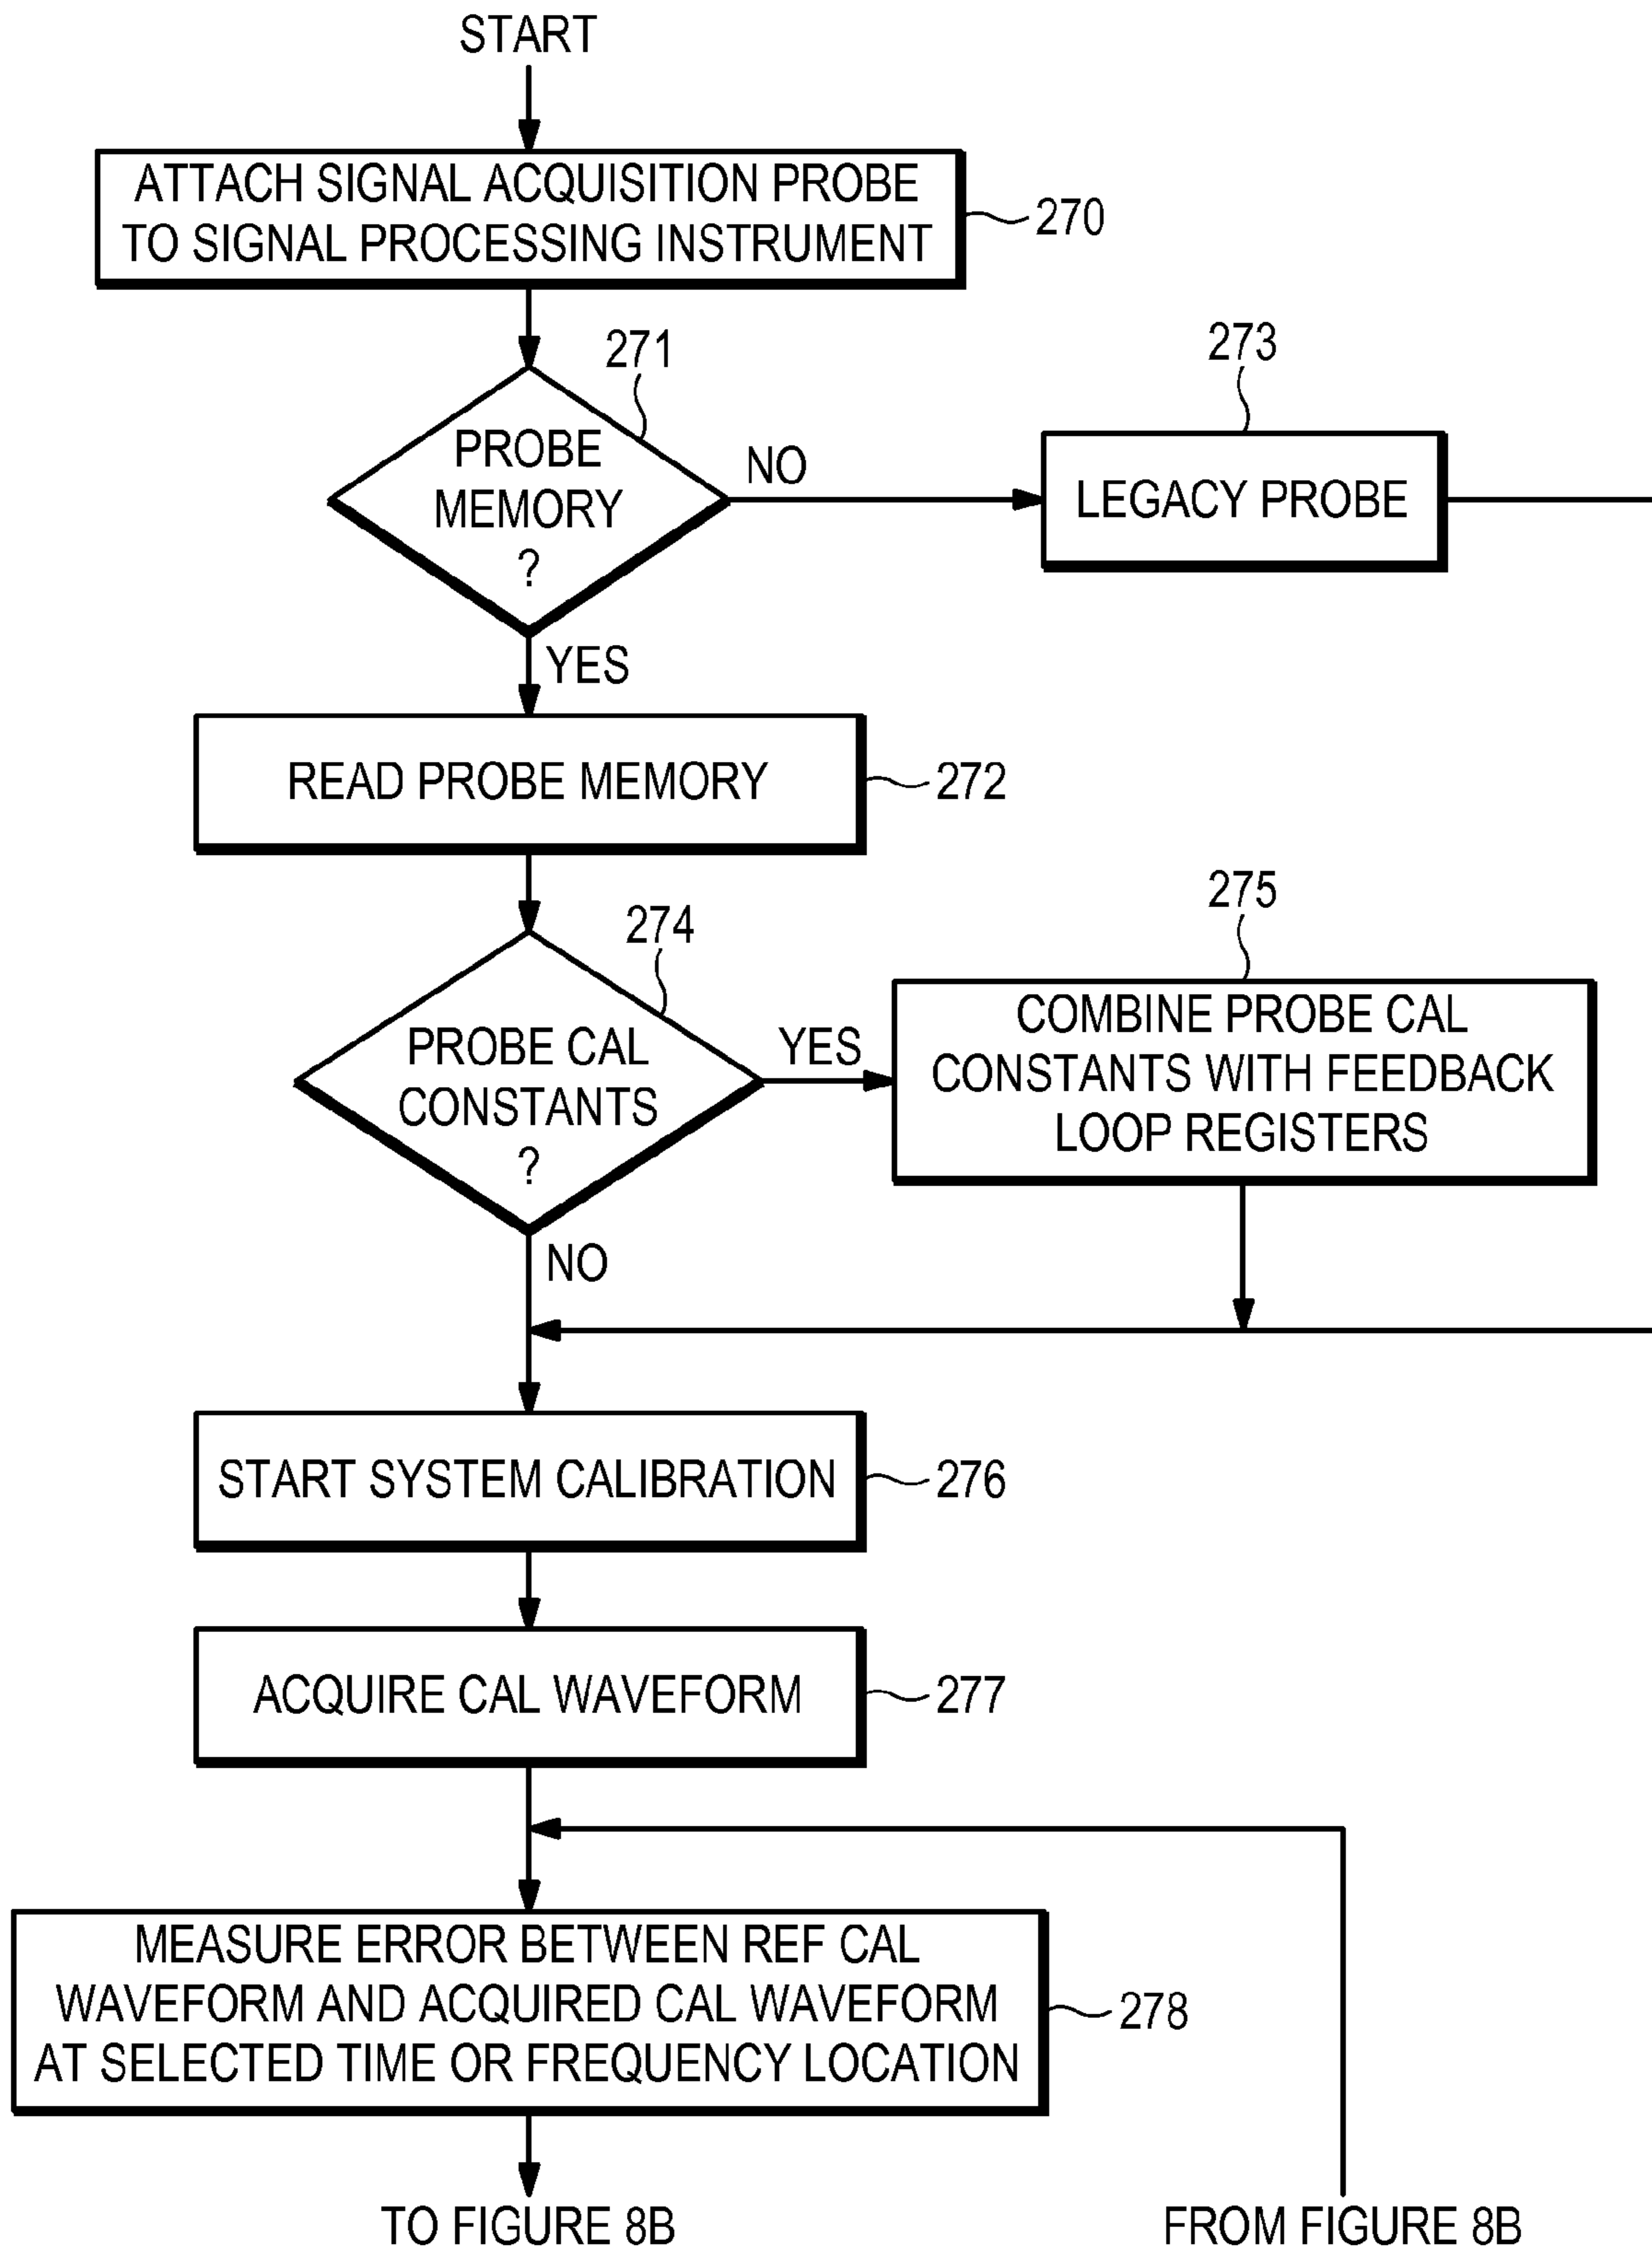 START
ATTACH SIGNAL ACQUISITION PROBE
TO SIGNAL PROCESSING INSTRUMENT
270
271
PROBE
MEMORY
?
NO
273
LEGACY PROBE
YES
READ PROBE MEMORY
272
274
PROBE CAL
CONSTANTS
?
YES
275
COMBINE PROBE CAL
CONSTANTS WITH FEEDBACK
LOOP REGISTERS
NO
START SYSTEM CALIBRATION
276
ACQUIRE CAL WAVEFORM
277
MEASURE ERROR BETWEEN REF CAL
WAVEFORM AND ACQUIRED CAL WAVEFORM
AT SELECTED TIME OR FREQUENCY LOCATION
278
TO FIGURE 8B
FROM FIGURE 8B